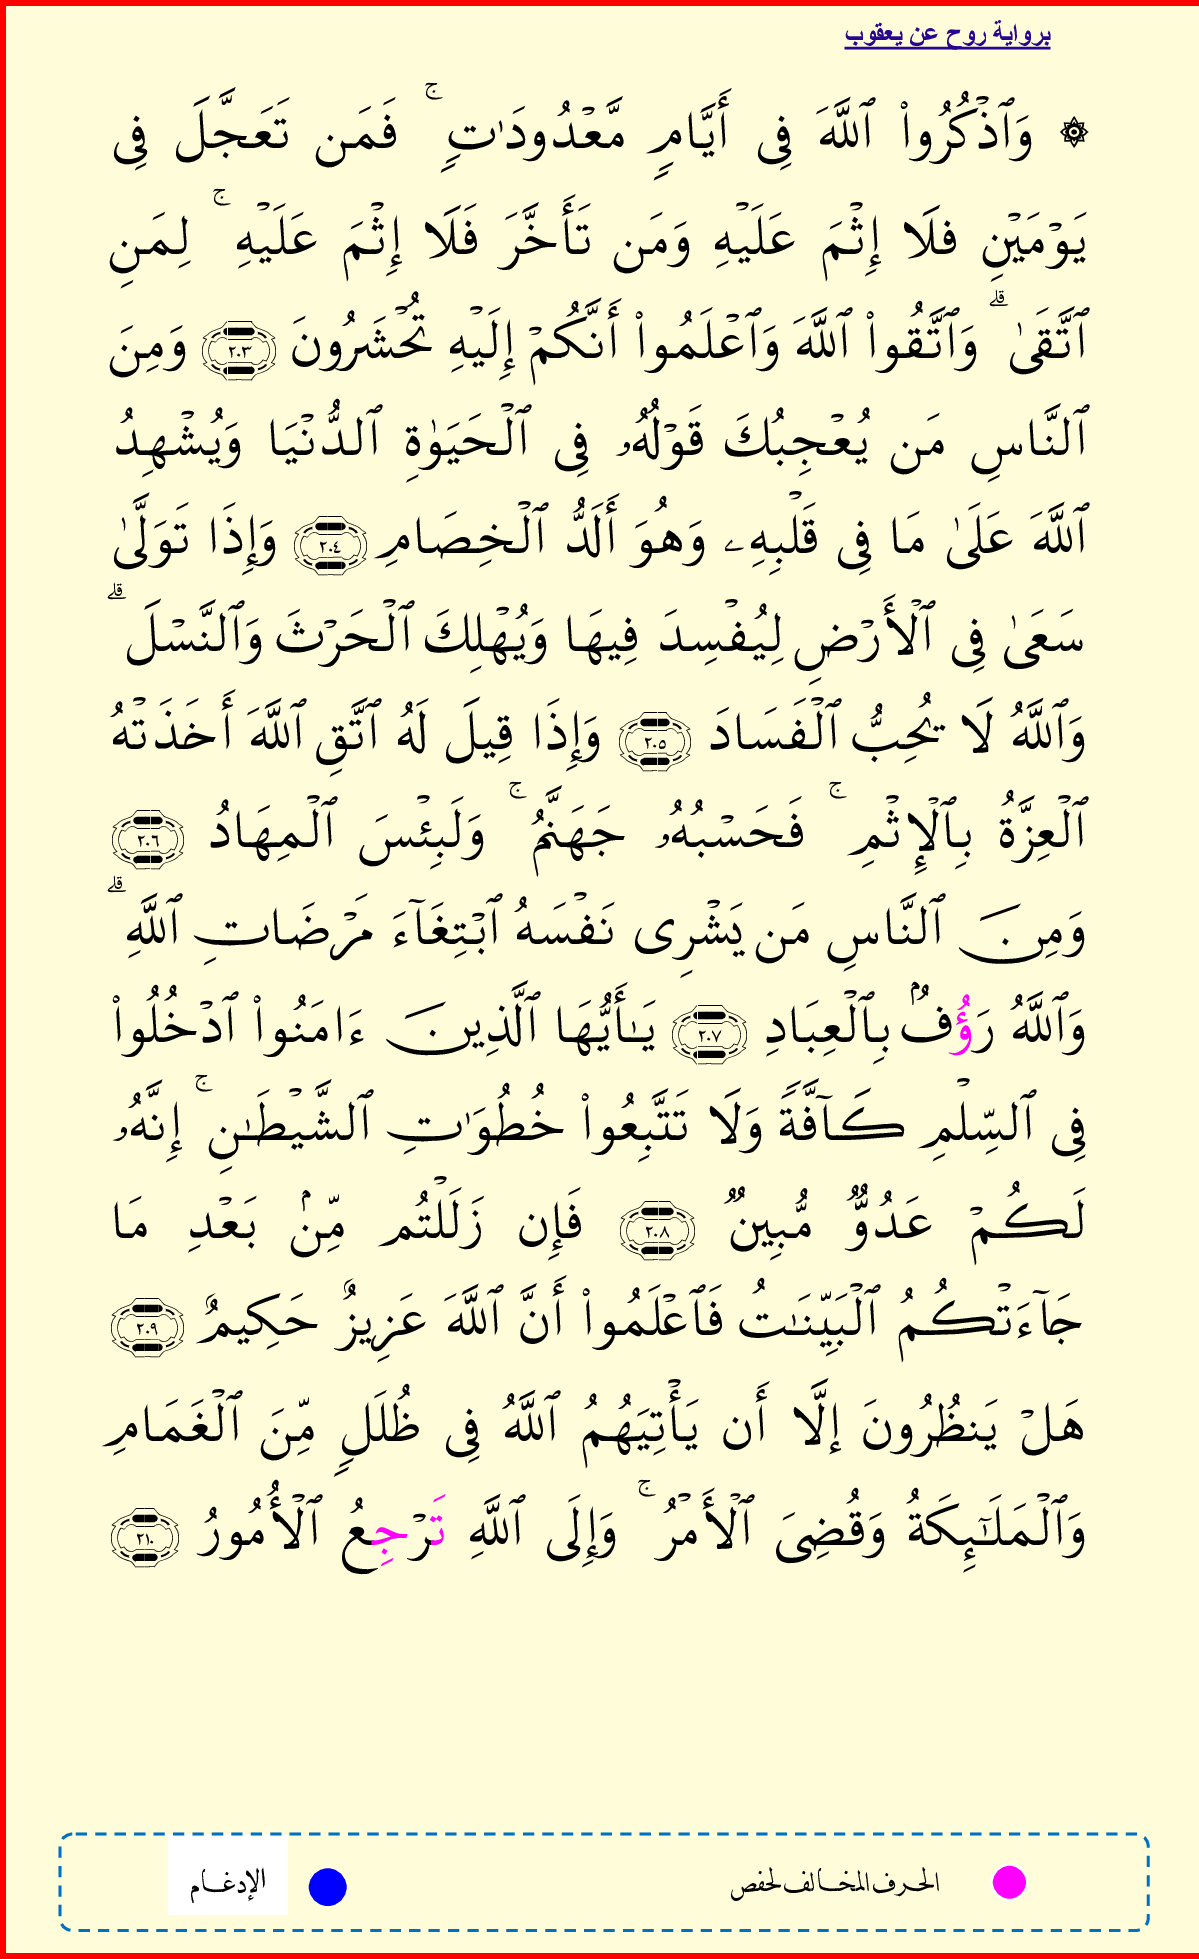 برواية روح عن يعقوب
۞ وَٱذْكُرُوا۟ ٱللَّهَ فِى أَيَّامٍ مَّعْدُودَٰتٍ ۚ فَمَن تَعَجَّلَ فِى
يَوْمَيْنِ فَلَا إِثْمَ عَلَيْهِ وَمَن تَأَخَّرَ فَلَا إِثْمَ عَلَيْهِ ۚ لِمَنِ
ٱتَّقَىٰ ۗ وَٱتَّقُوا۟ ٱللَّهَ وَٱعْلَمُوا۟ أَنَّكُمْ إِلَيْهِ تُحْشَرُونَ ٢٠٣ وَمِنَ
ٱلنَّاسِ مَن يُعْجِبُكَ قَوْلُهُۥ فِى ٱلْحَيَوٰةِ ٱلدُّنْيَا وَيُشْهِدُ
ٱللَّهَ عَلَىٰ مَا فِى قَلْبِهِۦ وَهُوَ أَلَدُّ ٱلْخِصَامِ ٢٠٤ وَإِذَا تَوَلَّىٰ
سَعَىٰ فِى ٱلْأَرْضِ لِيُفْسِدَ فِيهَا وَيُهْلِكَ ٱلْحَرْثَ وَٱلنَّسْلَ ۗ
وَٱللَّهُ لَا يُحِبُّ ٱلْفَسَادَ ٢٠٥ وَإِذَا قِيلَ لَهُ ٱتَّقِ ٱللَّهَ أَخَذَتْهُ
ٱلْعِزَّةُ بِٱلْإِثْمِ ۚ فَحَسْبُهُۥ جَهَنَّمُ ۚ وَلَبِئْسَ ٱلْمِهَادُ ٢٠٦
وَمِنَ ٱلنَّاسِ مَن يَشْرِى نَفْسَهُ ٱبْتِغَآءَ مَرْضَاتِ ٱللَّهِ ۗ
وَٱللَّهُ رَؤُفٌۢ بِٱلْعِبَادِ ٢٠٧ يَـٰأَيُّهَا ٱلَّذِينَ ءَامَنُوا۟ ٱدْخُلُوا۟
فِى ٱلسِّلْمِ كَآفَّةً وَلَا تَتَّبِعُوا۟ خُطُوَٰتِ ٱلشَّيْطَـٰنِ ۚ إِنَّهُۥ
لَكُمْ عَدُوٌّ مُّبِينٌ ٢٠٨ فَإِن زَلَلْتُم مِّنۢ بَعْدِ مَا
جَآءَتْكُمُ ٱلْبَيِّنَـٰتُ فَٱعْلَمُوا۟ أَنَّ ٱللَّهَ عَزِيزٌ حَكِيمٌ ٢٠٩
هَلْ يَنظُرُونَ إِلَّا أَن يَأْتِيَهُمُ ٱللَّهُ فِى ظُلَلٍ مِّنَ ٱلْغَمَامِ
وَٱلْمَلَـٰٓئِكَةُ وَقُضِىَ ٱلْأَمْرُ ۚ وَإِلَى ٱللَّهِ تَرْجِعُ ٱلْأُمُورُ ٢١٠
الحرف المخالف لحفص
الإدغام